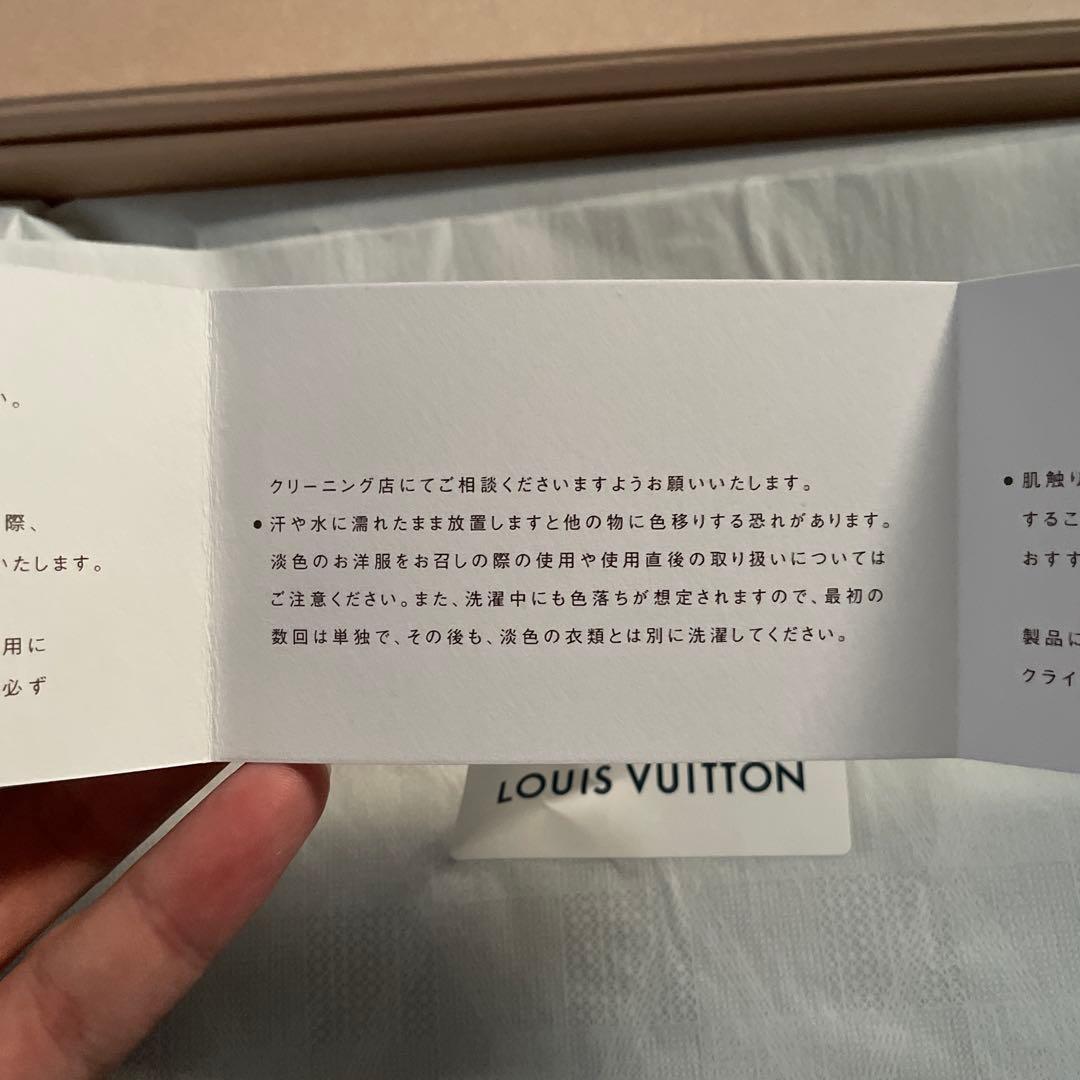 い。
際、
いたします。
用に
必ず
クリーニング店にてご相談くださいますようお願いいたします。
●汗や水に濡れたまま放置しますと他の物に色移りする恐れがあります。
淡色のお洋服をお召しの際の使用や使用直後の取り扱いについては
ご注意ください。また、洗濯中にも色落ちが想定されますので、最初の
数回は単独で、その後も、淡色の衣類とは別に洗濯してください。
●肌触り
するこ
おすす
製品に
クライ
LOUIS VUITTON